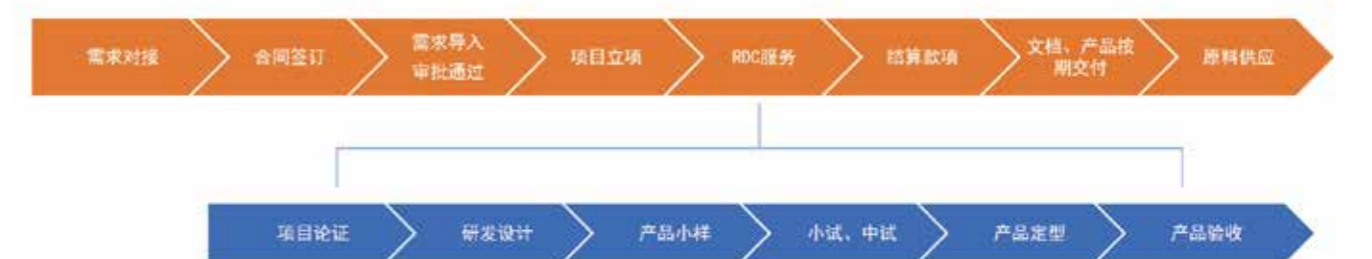 需求对接
合同签订
需求导入
审批通过
项目立项
RDC服务
结算款项
文档、产品按
期交付
原料供应
项目论证
研发设计
产品小样
小试、中试
产品定型
产品验收